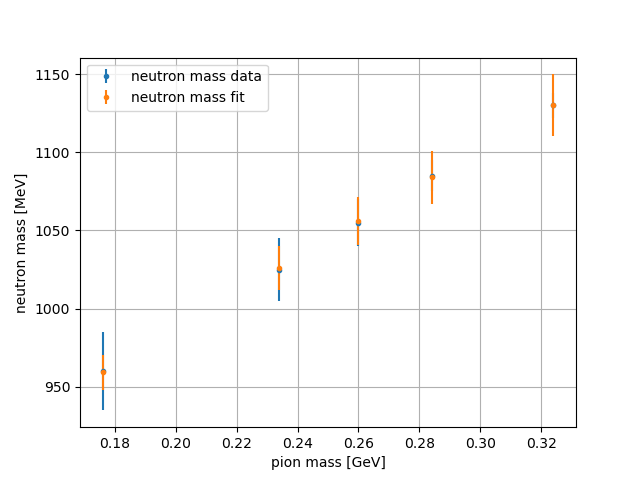 neutron mass data
neutron mass fit
1150
1100
1050
1000
950
neutron mass [MeV]
0.18 0.20 0.22 0.24 0.26 0.28 0.30 0.32
pion mass [GeV]